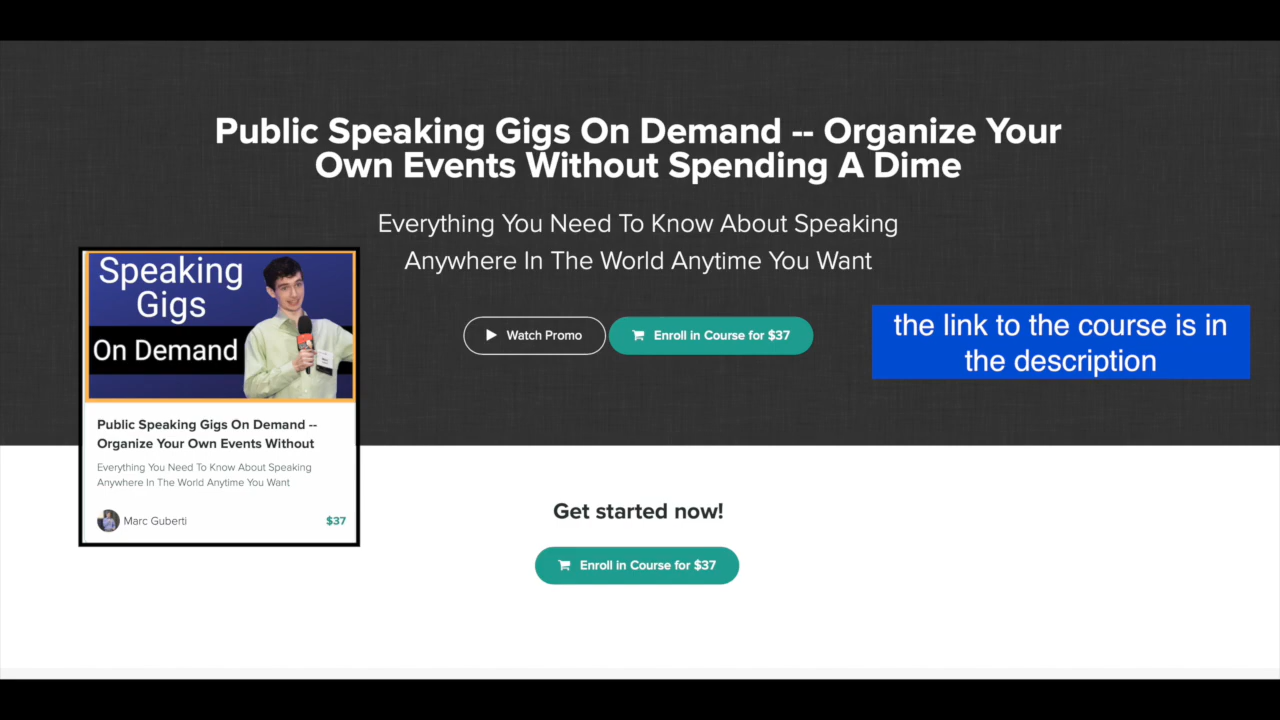 Public Speaking Gigs On Demand -- Organize Your
Own Events Without Spending A Dime
Everything You Need To Know About Speaking
Anywhere In The World Anytime You Want
Watch Promo
Enroll in Course for $37
the link to the course is in
the description
Speaking
Gigs
On Demand
Public Speaking Gigs On Demand --
Organize Your Own Events Without
Everything You Need To Know About Speaking
Anywhere In The World Anytime You Want
Marc Guberti
$37
Get started now!
Enroll in Course for $37